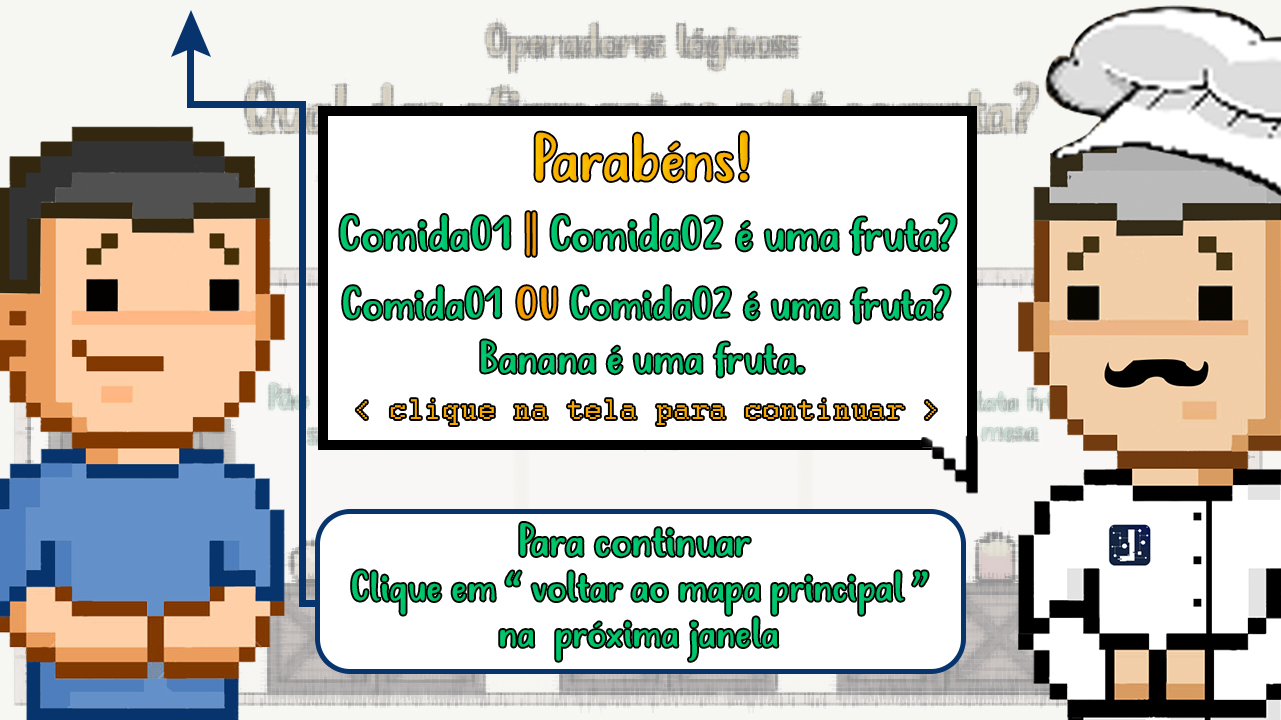 Operadores lógicos:
Parabéns!
Comida01 || Comida02 é uma fruta?
Comida01 OU Comida02 é uma fruta?
Banana é uma fruta.
< clique na tela para continuar >
Para continuar
Clique em “ voltar ao mapa principal ”
na próxima janela